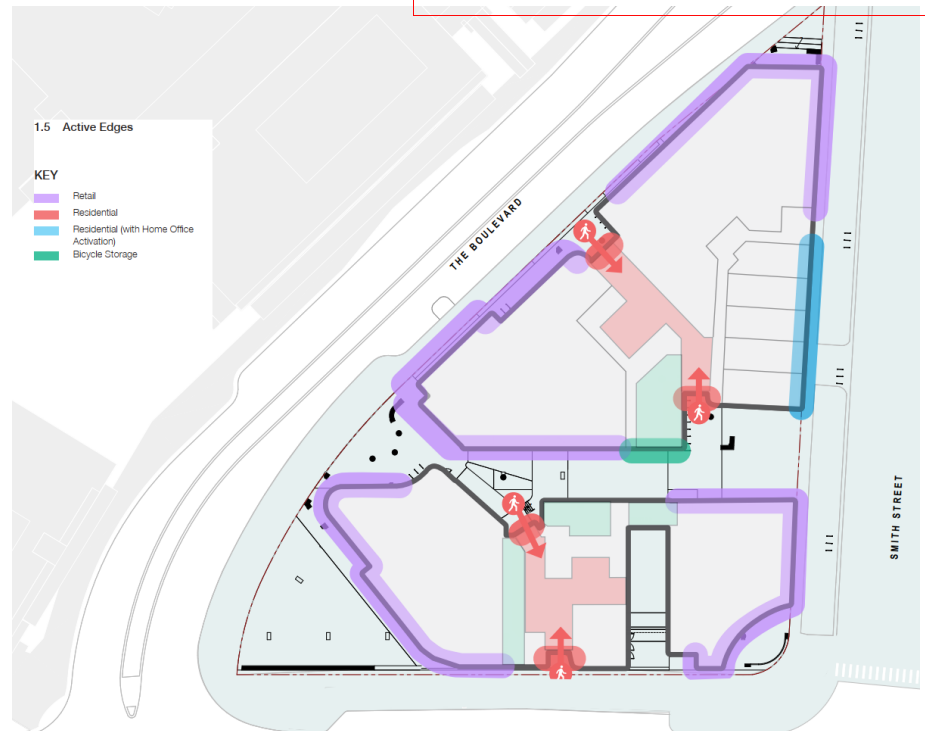 1.5 Active Edges
KEY
Retail
Residential
Residential (with Home Office
Activation)
Bicycle Storage
THE BOULEVARD
SMITH STREET